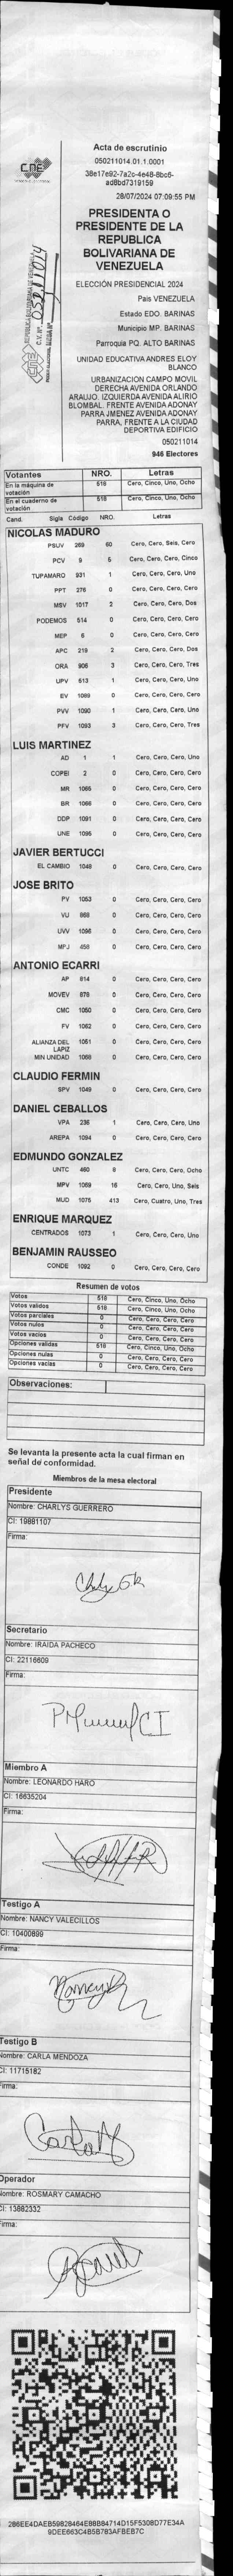 Acta de escrutinio
050211014.01.1.0001
38e17e92-7a2c-4e48-8bc6-
ad8bd7319159
28/07/2024 07:09:55 PM
PRESIDENTA O
PRESIDENTE DE LA
REPUBLICA
BOLIVARIANA DE
VENEZUELA
ELECCIÓN PRESIDENCIAL 2024
País VENEZUELA
Estado EDO. BARINAS
Municipio MP. BARINAS
Parroquia PQ. ALTO BARINAS
UNIDAD EDUCATIVA ANDRES ELOY
BLANCO
URBANIZACION CAMPO MOVIL
DERECHA AVENIDA ORLANDO
ARAUJO. IZQUIERDA AVENIDA ALIRIO
BLOMBAL. FRENTE AVENIDA ADONAY
PARRA JIMENEZ AVENIDA ADONAY
PARRA, FRENTE A LA CIUDAD
DEPORTIVA EDIFICIO
050211014
946 Electores
CNE
REPUBLICA BOLIVARIANA DE VENEZUELA
C.V. Nº 050211014
CNE
Votantes NRO. Letras
En la máquina de votación 518 Cero, Cinco, Uno, Ocho
En el cuaderno de votación 518 Cero, Cinco, Uno, Ocho
Cand. Sigla Código NRO. Letras
NICOLAS MADURO
PSUV 269 60 Cero, Cero, Seis, Cero
PCV 9 5 Cero, Cero, Cero, Cinco
TUPAMARO 931 1 Cero, Cero, Cero, Uno
PPT 276 0 Cero, Cero, Cero, Cero
MSV 1017 2 Cero, Cero, Cero, Dos
PODEMOS 514 0 Cero, Cero, Cero, Cero
MEP 6 0 Cero, Cero, Cero, Cero
APC 219 2 Cero, Cero, Cero, Dos
ORA 906 3 Cero, Cero, Cero, Tres
UPV 613 1 Cero, Cero, Cero, Uno
EV 1089 0 Cero, Cero, Cero, Cero
PVV 1090 1 Cero, Cero, Cero, Uno
PFV 1093 3 Cero, Cero, Cero, Tres
LUIS MARTINEZ
AD 1 1 Cero, Cero, Cero, Uno
COPEI 2 0 Cero, Cero, Cero, Cero
MR 1065 0 Cero, Cero, Cero, Cero
BR 1066 0 Cero, Cero, Cero, Cero
DDP 1091 0 Cero, Cero, Cero, Cero
UNE 1095 0 Cero, Cero, Cero, Cero
JAVIER BERTUCCI
EL CAMBIO 1048 0 Cero, Cero, Cero, Cero
JOSE BRITO
PV 1053 0 Cero, Cero, Cero, Cero
VU 868 0 Cero, Cero, Cero, Cero
UVV 1096 0 Cero, Cero, Cero, Cero
MPJ 458 0 Cero, Cero, Cero, Cero
ANTONIO ECARRI
AP 814 0 Cero, Cero, Cero, Cero
MOVEV 878 0 Cero, Cero, Cero, Cero
CMC 1050 0 Cero, Cero, Cero, Cero
FV 1062 0 Cero, Cero, Cero, Cero
ALIANZA DEL LAPIZ 1051 0 Cero, Cero, Cero, Cero
MIN UNIDAD 1068 0 Cero, Cero, Cero, Cero
CLAUDIO FERMIN
SPV 1049 0 Cero, Cero, Cero, Cero
DANIEL CEBALLOS
VPA 236 1 Cero, Cero, Cero, Uno
AREPA 1094 0 Cero, Cero, Cero, Cero
EDMUNDO GONZALEZ
UNTC 460 8 Cero, Cero, Cero, Ocho
MPV 1069 16 Cero, Cero, Uno, Seis
MUD 1075 413 Cero, Cuatro, Uno, Tres
ENRIQUE MARQUEZ
CENTRADOS 1073 1 Cero, Cero, Cero, Uno
BENJAMIN RAUSSEO
CONDE 1092 0 Cero, Cero, Cero, Cero
Resumen de votos
Votos 518 Cero, Cinco, Uno, Ocho
Votos validos 518 Cero, Cinco, Uno, Ocho
Votos parciales 0 Cero, Cero, Cero, Cero
Votos nulos 0 Cero, Cero, Cero, Cero
Votos vacios 0 Cero, Cero, Cero, Cero
Opciones validas 518 Cero, Cinco, Uno, Ocho
Opciones nulas 0 Cero, Cero, Cero, Cero
Opciones vacias 0 Cero, Cero, Cero, Cero
Observaciones:
Se levanta la presente acta la cual firman en
señal de conformidad.
Miembros de la mesa electoral
Presidente
Nombre: CHARLYS GUERRERO
CI: 19881107
Firma:
Secretario
Nombre: IRAIDA PACHECO
CI: 22116609
Firma:
Miembro A
Nombre: LEONARDO HARO
CI: 16635204
Firma:
Testigo A
Nombre: NANCY VALECILLOS
CI: 10400899
Firma:
Testigo B
Nombre: CARLA MENDOZA
CI: 11715182
Firma:
Operador
Nombre: ROSMARY CAMACHO
CI: 13882332
Firma:
286EE4DAEB59828464E88B84714D15F5308D77E34A
9DEE663C4B5B783AFBEB7C